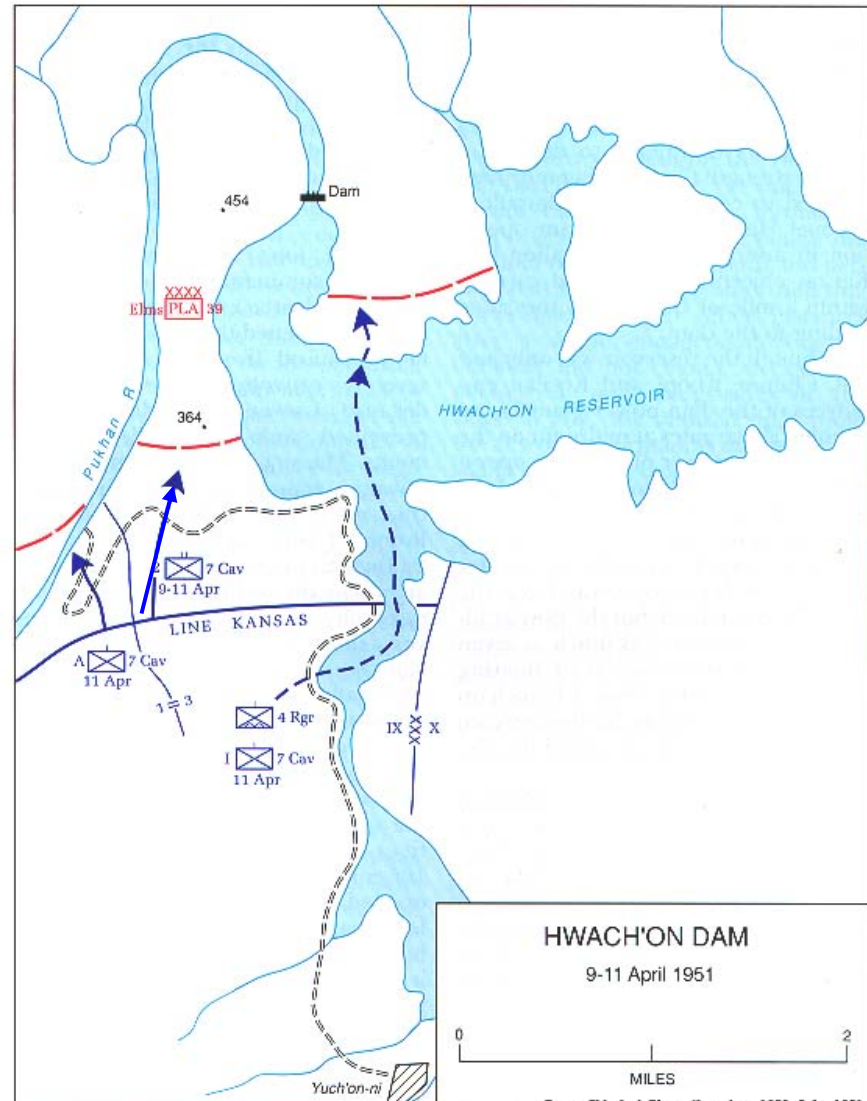 Dam
454
XXXX
Elms PLA 39
Pukhan R
364
HWACH'ON RESERVOIR
2 7 Cav
9-11 Apr
LINE KANSAS
A 7 Cav
11 Apr
1 3
4 Rgr
IX XXX X
I 7 Cav
11 Apr
HWACH'ON DAM
9-11 April 1951
0 2
MILES
Yuch'on-ni